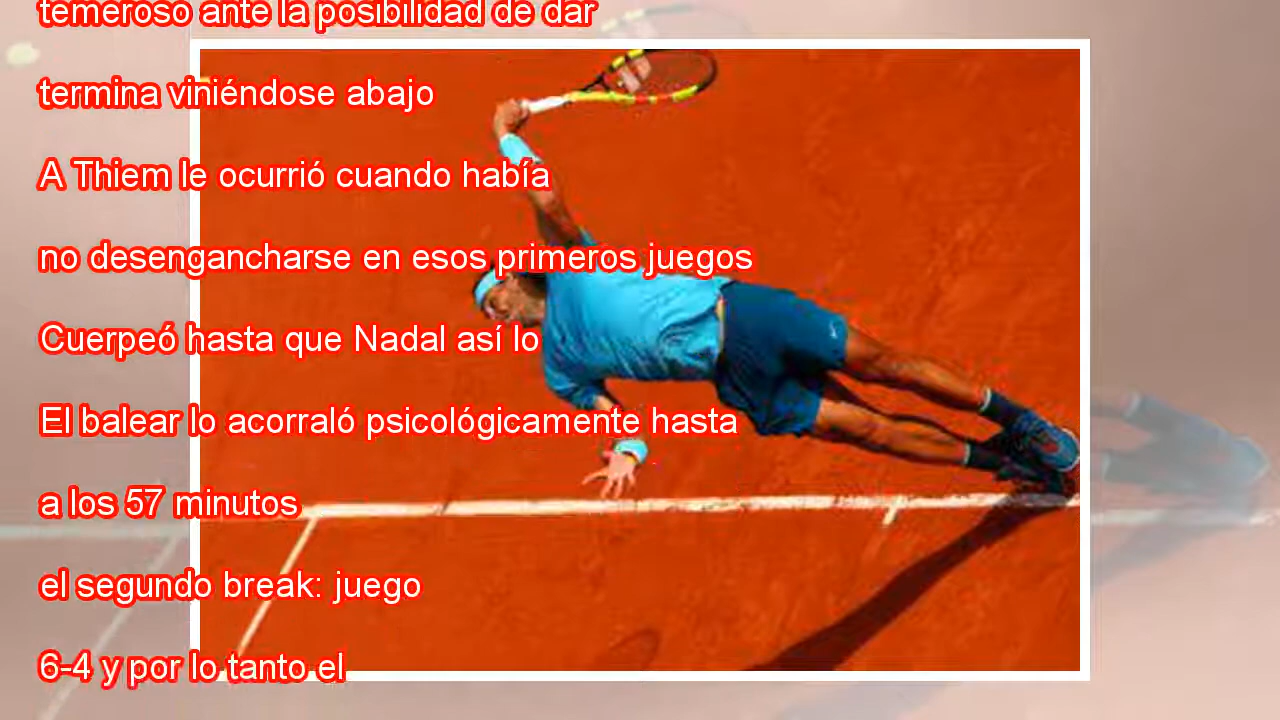 temeroso ante la posibilidad de dar
termina viniéndose abajo
A Thiem le ocurrió cuando había
no desengancharse en esos primeros juegos
Cuerpeó hasta que Nadal así lo
El balear lo acorraló psicológicamente hasta
a los 57 minutos
el segundo break: juego
6-4 y por lo tanto el